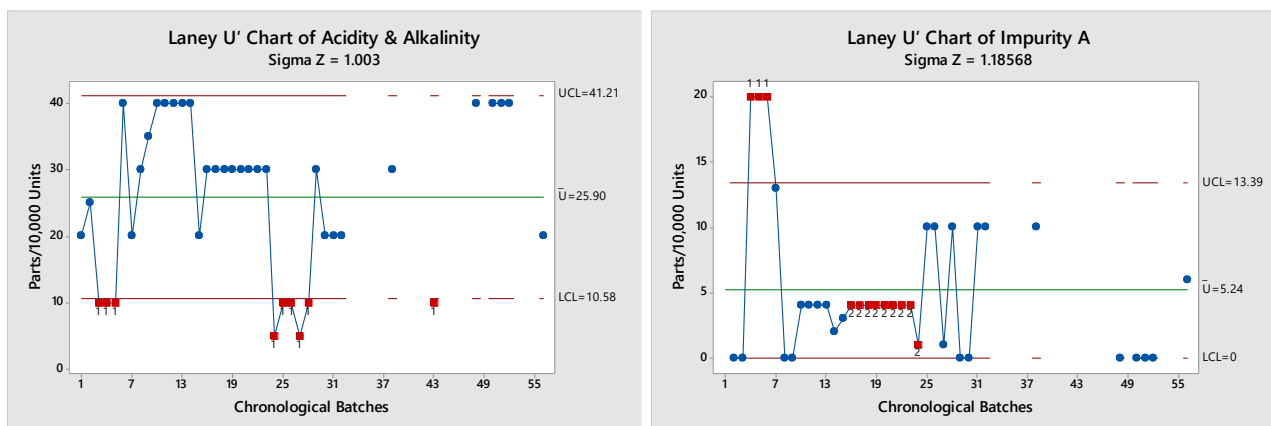 Laney U' Chart of Acidity & Alkalinity
Sigma Z = 1.003
Parts/10,000 Units
40
30
20
10
0
UCL=41.21
U̅=25.90
LCL=10.58
1 1 1
1
1 1
1
1
1
1 7 13 19 25 31 37 43 49 55
Chronological Batches
Laney U' Chart of Impurity A
Sigma Z = 1.18568
Parts/10,000 Units
20
15
10
5
0
1 1 1
UCL=13.39
U̅=5.24
LCL=0
2 2 2 2 2 2 2 2
2
1 7 13 19 25 31 37 43 49 55
Chronological Batches